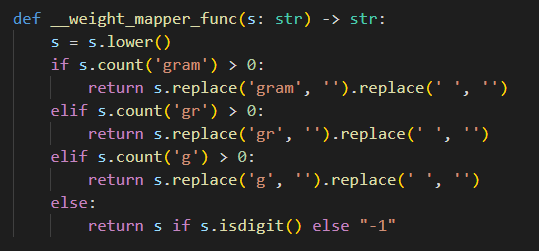 def __weight_mapper_func(s: str) -> str:
    s = s.lower()
    if s.count('gram') > 0:
        return s.replace('gram', '').replace(' ', '')
    elif s.count('gr') > 0:
        return s.replace('gr', '').replace(' ', '')
    elif s.count('g') > 0:
        return s.replace('g', '').replace(' ', '')
    else:
        return s if s.isdigit() else "-1"